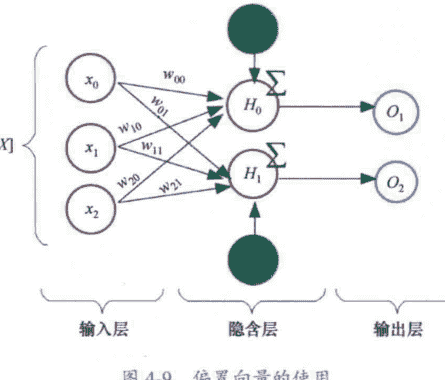 x₀
w₀₀
Σ
H₀
O₁
w₀₁
w₁₀
X]
x₁
w₁₁
Σ
H₁
O₂
w₂₀
w₂₁
x₂
输入层
隐含层
输出层
图 4-9 偏置向量的使用